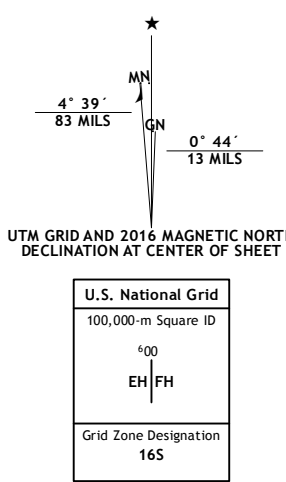 ★
MN
4° 39´
83 MILS
GN
0° 44´
13 MILS
UTM GRID AND 2016 MAGNETIC NORT
DECLINATION AT CENTER OF SHEET
U.S. National Grid
100,000-m Square ID
⁶00
EH FH
Grid Zone Designation
16S